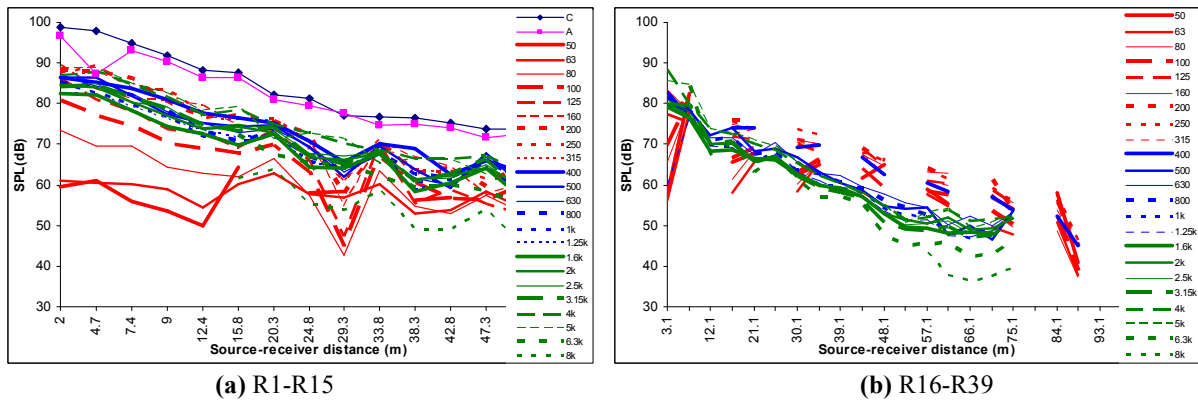 100
90
80
70
60
50
40
30
SPL(dB)
2
4.7
7.4
9
12.4
15.8
20.3
24.8
29.3
33.8
38.3
42.8
47.3
Source-receiver distance (m)
C
A
50
63
80
100
125
160
200
250
315
400
500
630
800
1k
1.25k
1.6k
2k
2.5k
3.15k
4k
5k
6.3k
8k
(a) R1-R15
100
90
80
70
60
50
40
30
SPL(dB)
3.1
12.1
21.1
30.1
39.1
48.1
57.1
66.1
75.1
84.1
93.1
Source-receiver distance (m)
50
63
80
100
125
160
200
250
315
400
500
630
800
1k
1.25k
1.6k
2k
2.5k
3.15k
4k
5k
6.3k
8k
(b) R16-R39